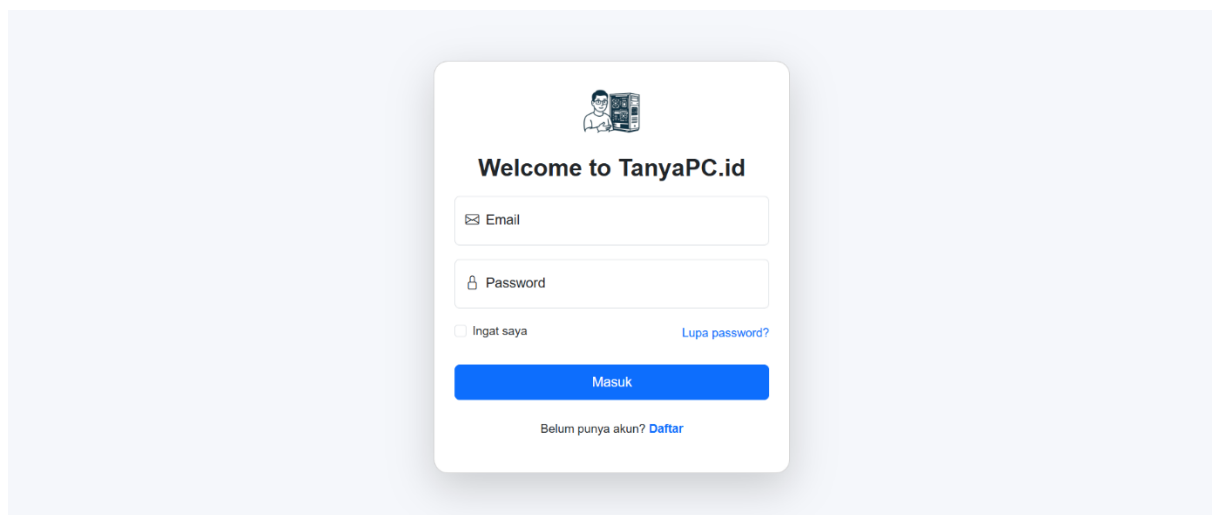 Welcome to TanyaPC.id
Email
Password
Ingat saya Lupa password?
Masuk
Belum punya akun? Daftar